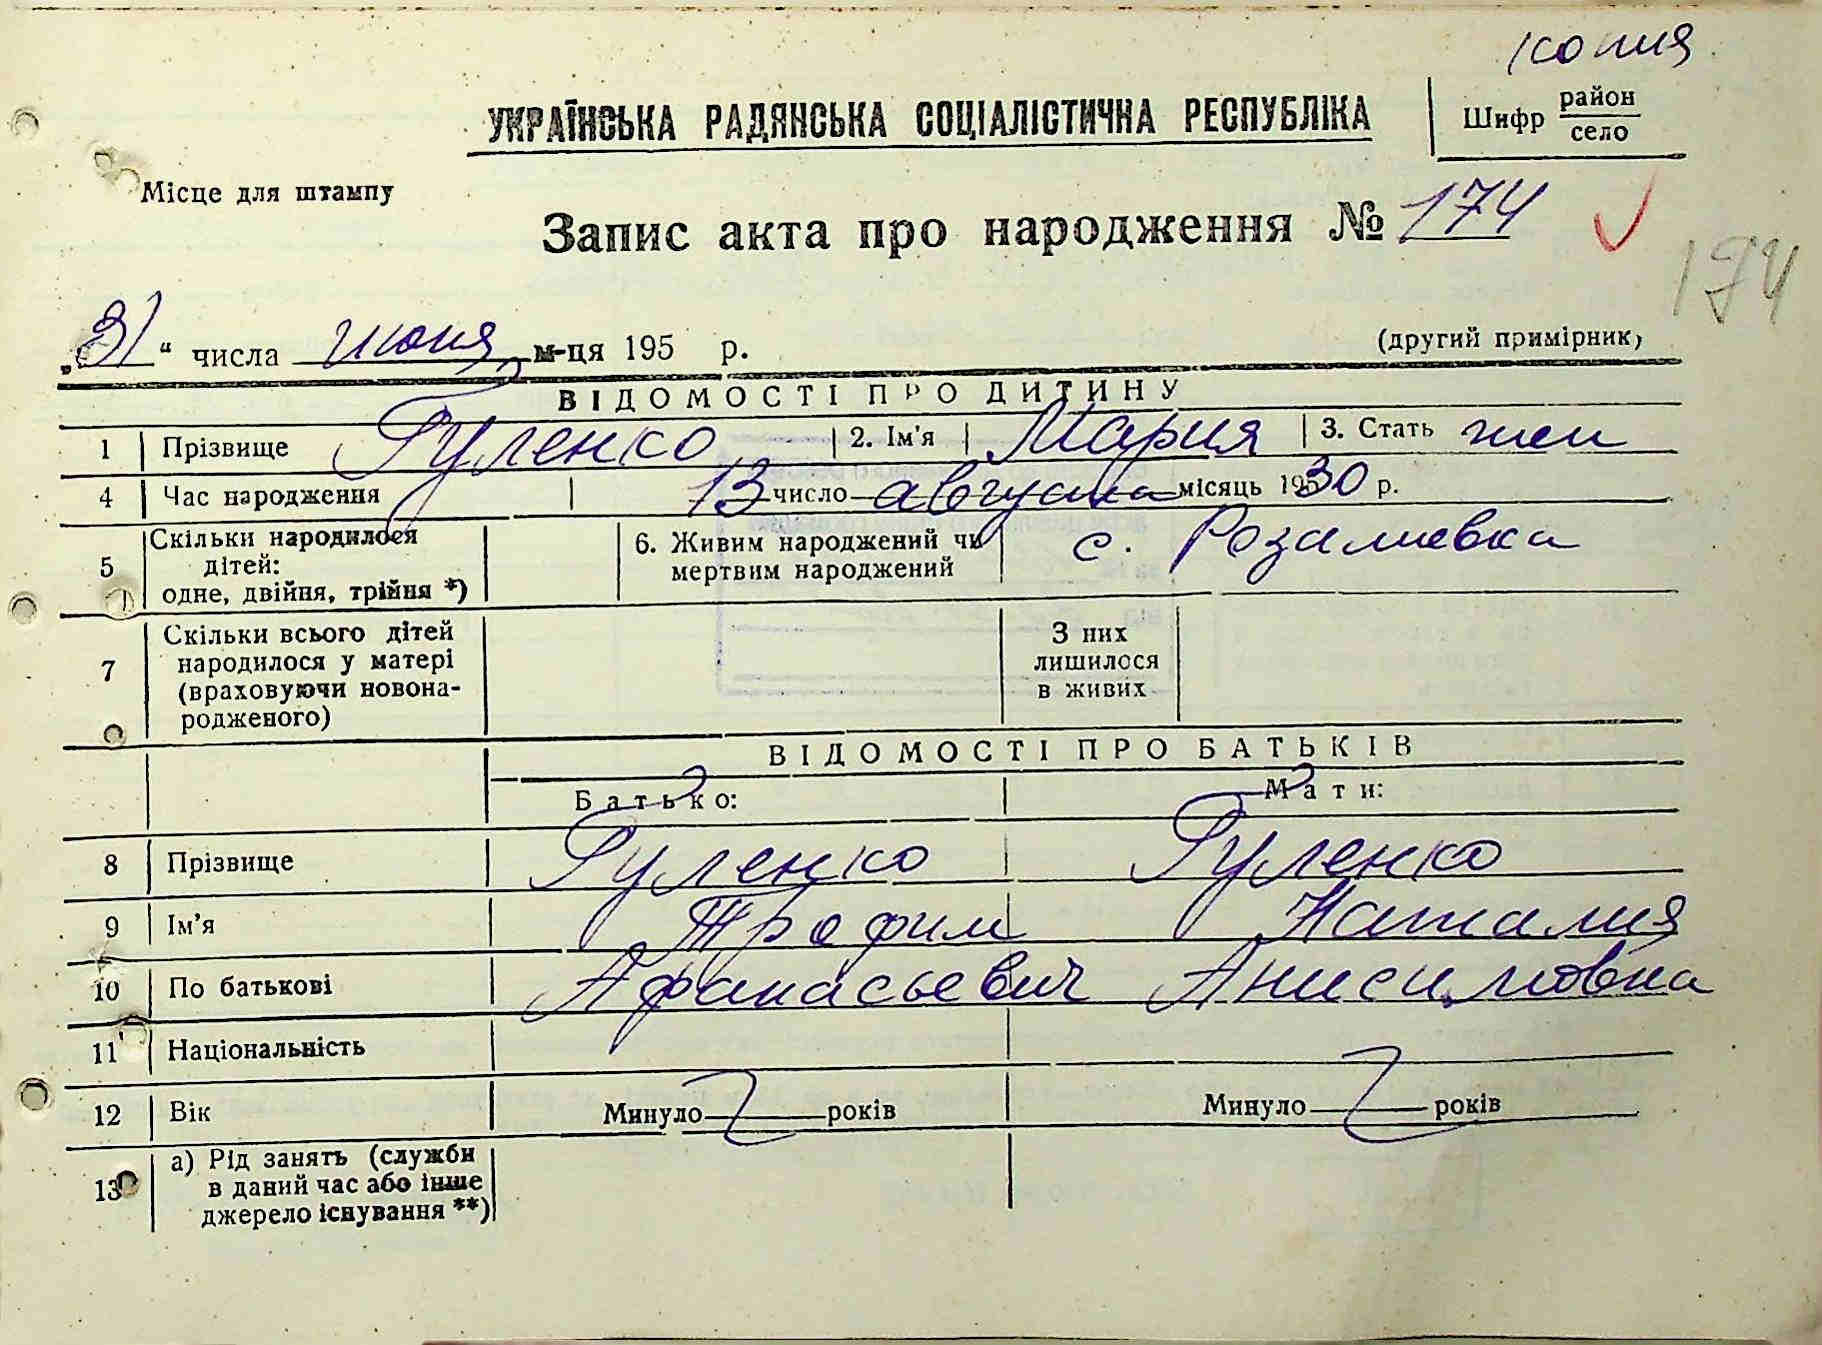 копия
УКРАЇНСЬКА РАДЯНСЬКА СОЦІАЛІСТИЧНА РЕСПУБЛІКА
Шифр район
село
Місце для штампу
Запис акта про народження № 174
174
„31“ числа июня м-ця 195 р.
(другий примірник)
ВІДОМОСТІ ПРО ДИТИНУ
1 Прізвище Гуленко 2. Ім'я Мария 3. Стать жен
4 Час народження 13 число августа місяць 1930 р.
5 Скільки народилося дітей: одне, двійня, трійня *) 6. Живим народжений чи мертвим народжений с. Розалиевка
7 Скільки всього дітей народилося у матері (враховуючи новонародженого) З них лишилося в живих
ВІДОМОСТІ ПРО БАТЬКІВ
Батько: Мати:
8 Прізвище Гуленко Гуленко
9 Ім'я Трофим Наталия
10 По батькові Афанасьевич Анисимовна
11 Національність
12 Вік Минуло років Минуло років
13 а) Рід занять (служби в даний час або інше джерело існування **)